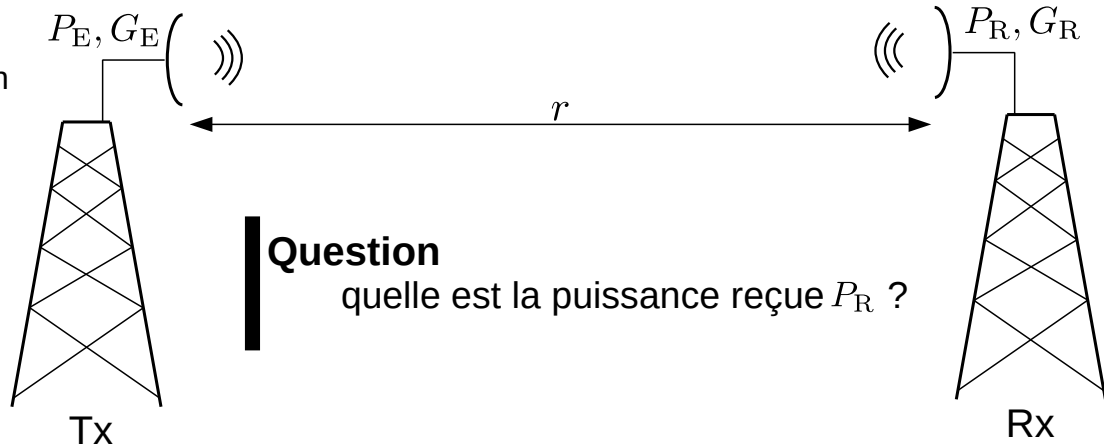 P_E, G_E
P_R, G_R
n
r
Question
quelle est la puissance reçue P_R ?
Tx
Rx